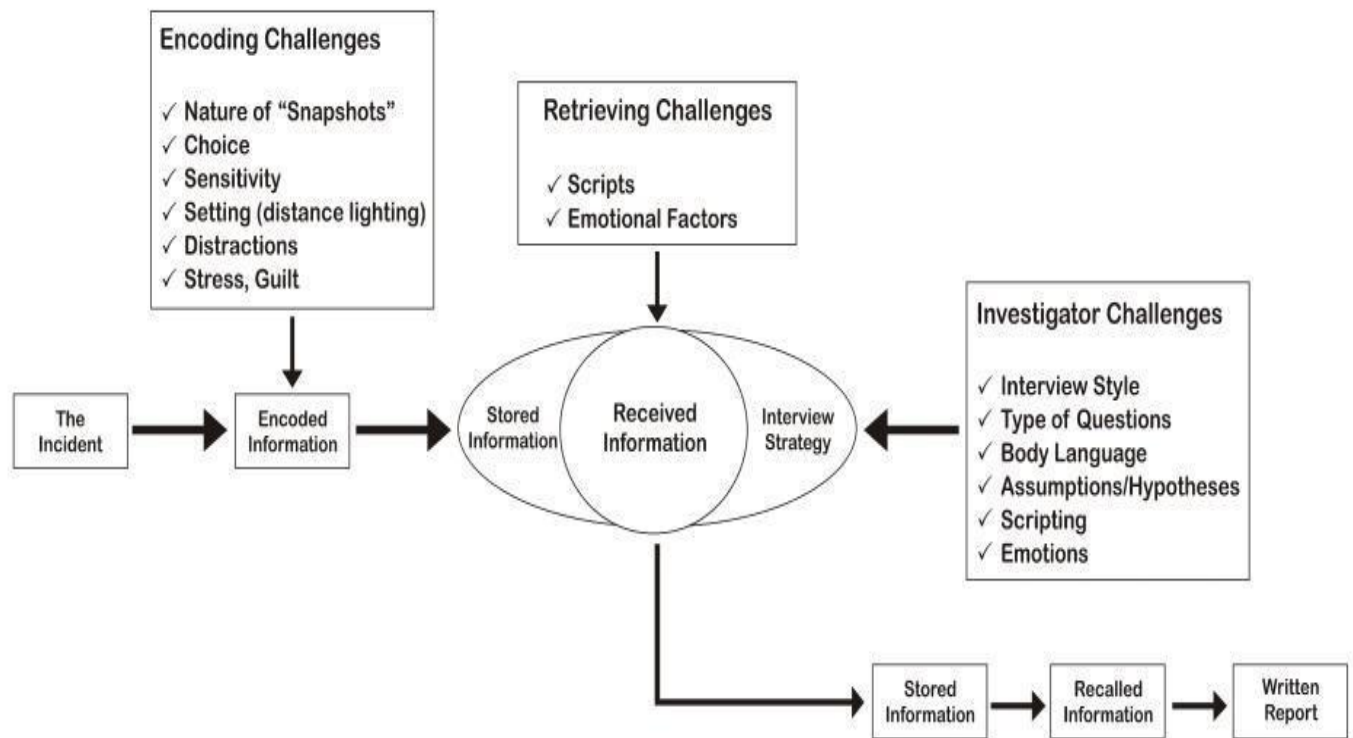 Encoding Challenges
✓ Nature of “Snapshots”
✓ Choice
✓ Sensitivity
✓ Setting (distance lighting)
✓ Distractions
✓ Stress, Guilt
Retrieving Challenges
✓ Scripts
✓ Emotional Factors
Investigator Challenges
✓ Interview Style
✓ Type of Questions
✓ Body Language
✓ Assumptions/Hypotheses
✓ Scripting
✓ Emotions
The
Incident
Encoded
Information
Stored
Information
Received
Information
Interview
Strategy
Stored
Information
Recalled
Information
Written
Report